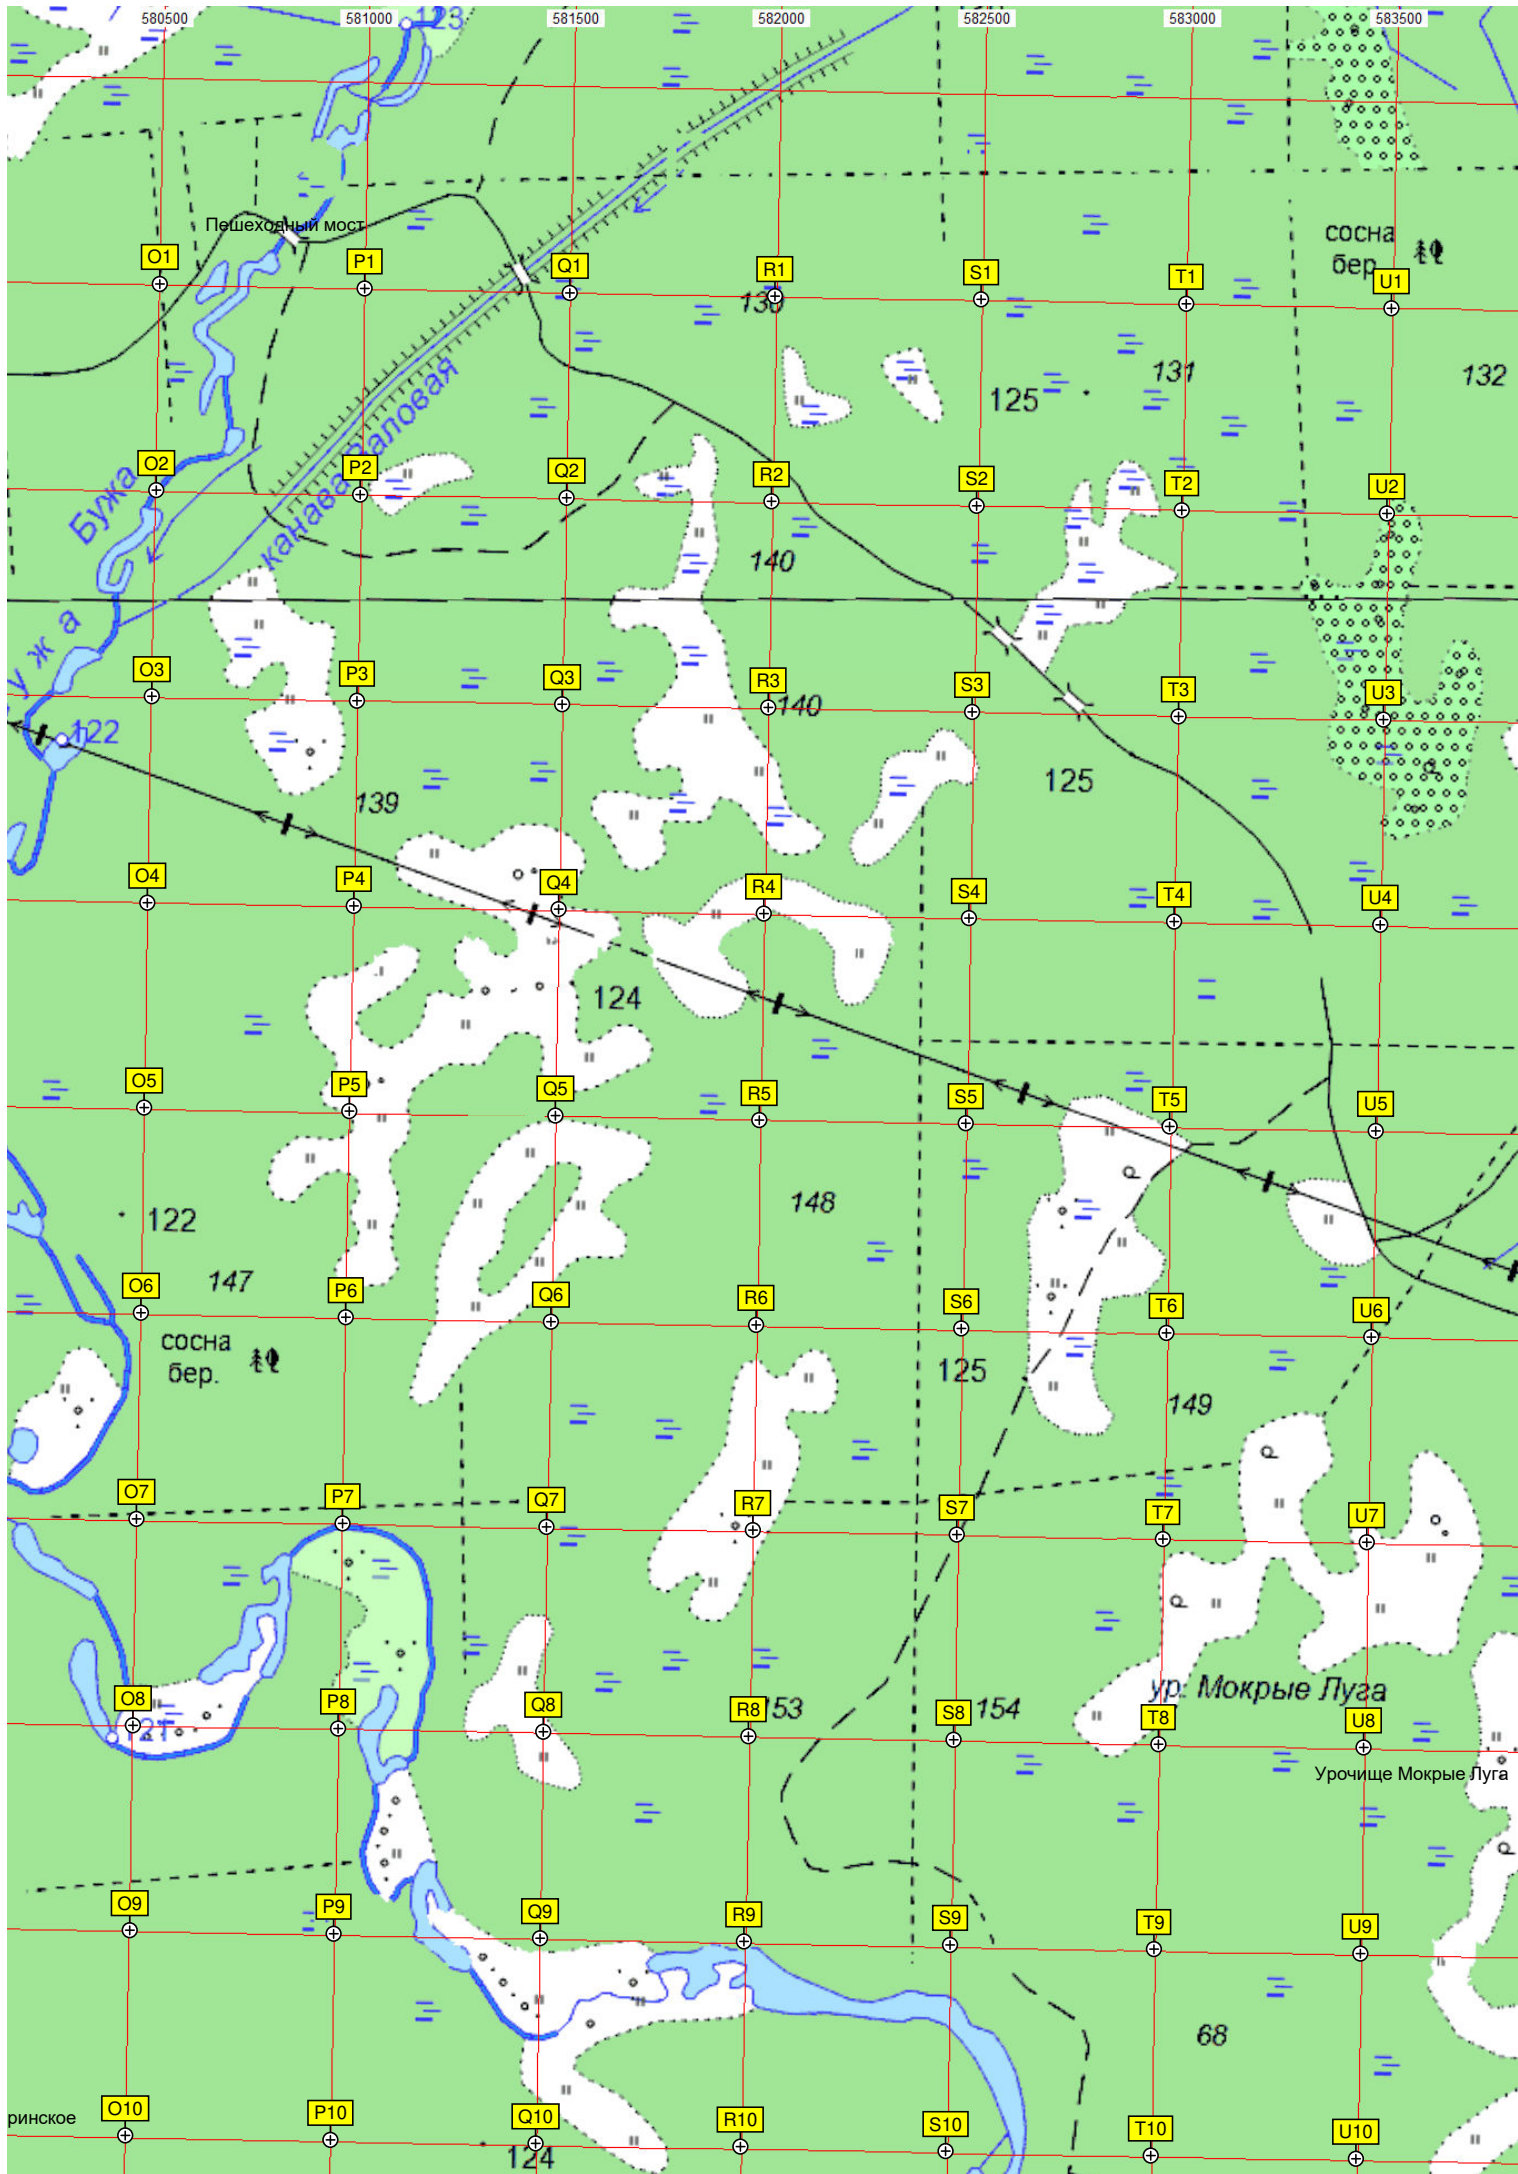 580500 581000 581500 582000 582500 583000 583500
123
Пешеходный мост
сосна
бер.
O1 P1 Q1 R1 S1 T1 U1
130
131
132
125
канаваВаловая
Бужа
O2 P2 Q2 R2 S2 T2 U2
140
ужа
O3 P3 Q3 R3 S3 T3 U3
140
122
125
139
O4 P4 Q4 R4 S4 T4 U4
124
O5 P5 Q5 R5 S5 T5 U5
148
122
147
O6 P6 Q6 R6 S6 T6 U6
сосна
бер.
125
149
O7 P7 Q7 R7 S7 T7 U7
ур. Мокрые Луга
O8 P8 Q8 R8 S8 T8 U8
153
154
121
Урочище Мокрые Луга
O9 P9 Q9 R9 S9 T9 U9
68
ринское
O10 P10 Q10 R10 S10 T10 U10
124